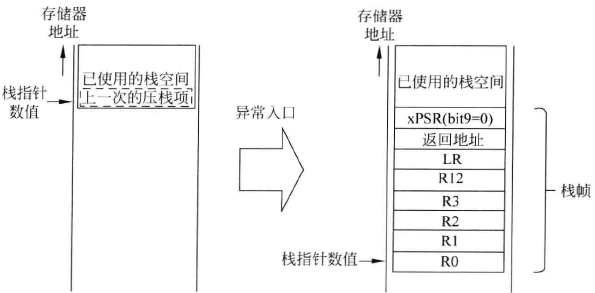 存储器
地址
已使用的栈空间
上一次的压栈项
栈指针
数值
异常入口
存储器
地址
已使用的栈空间
xPSR(bit9=0)
返回地址
LR
R12
R3
R2
R1
R0
栈帧
栈指针数值